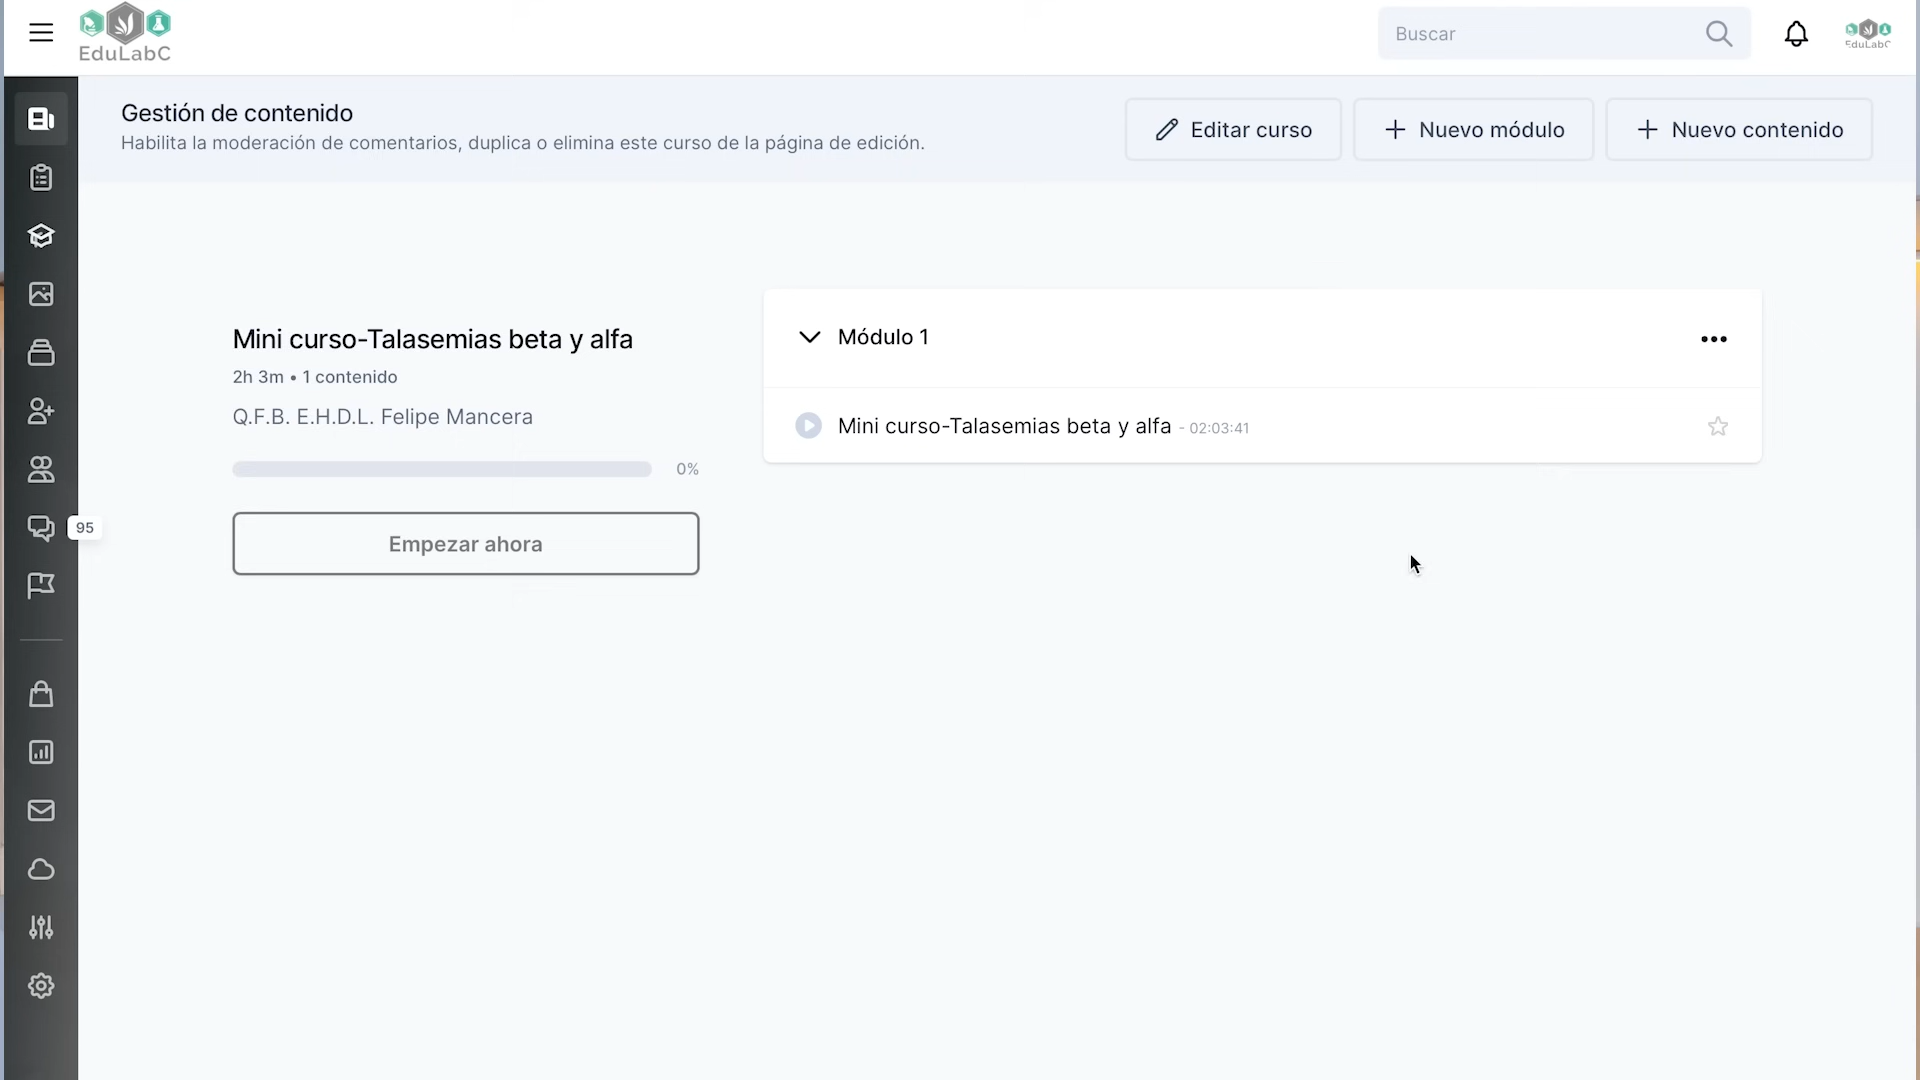 EduLabC
Buscar
EduLabC
Gestión de contenido
Habilita la moderación de comentarios, duplica o elimina este curso de la página de edición.
Editar curso
Nuevo módulo
Nuevo contenido
Mini curso-Talasemias beta y alfa
2h 3m • 1 contenido
Q.F.B. E.H.D.L. Felipe Mancera
0%
Empezar ahora
Módulo 1
Mini curso-Talasemias beta y alfa - 02:03:41
95